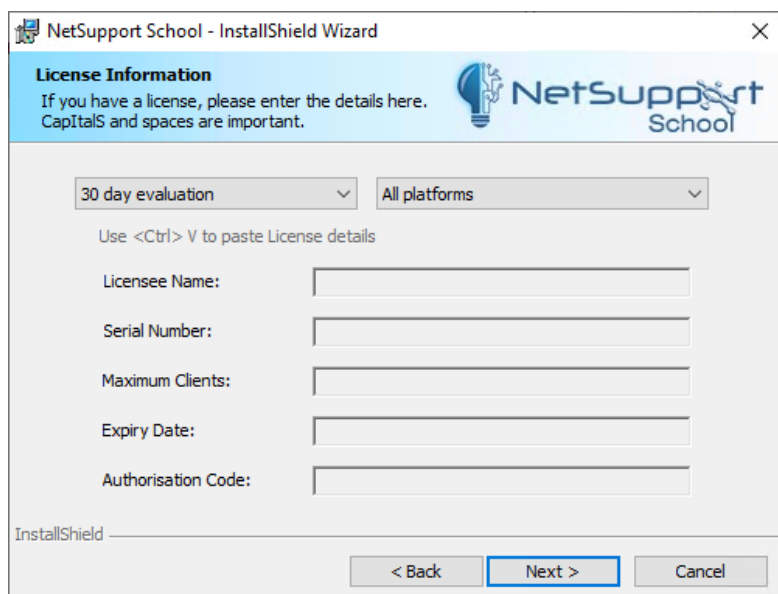 NetSupport School - InstallShield Wizard
License Information
If you have a license, please enter the details here.
CapItalS and spaces are important.
NetSupport
School
30 day evaluation
All platforms
Use <Ctrl> V to paste License details
Licensee Name:
Serial Number:
Maximum Clients:
Expiry Date:
Authorisation Code:
InstallShield
< Back
Next >
Cancel